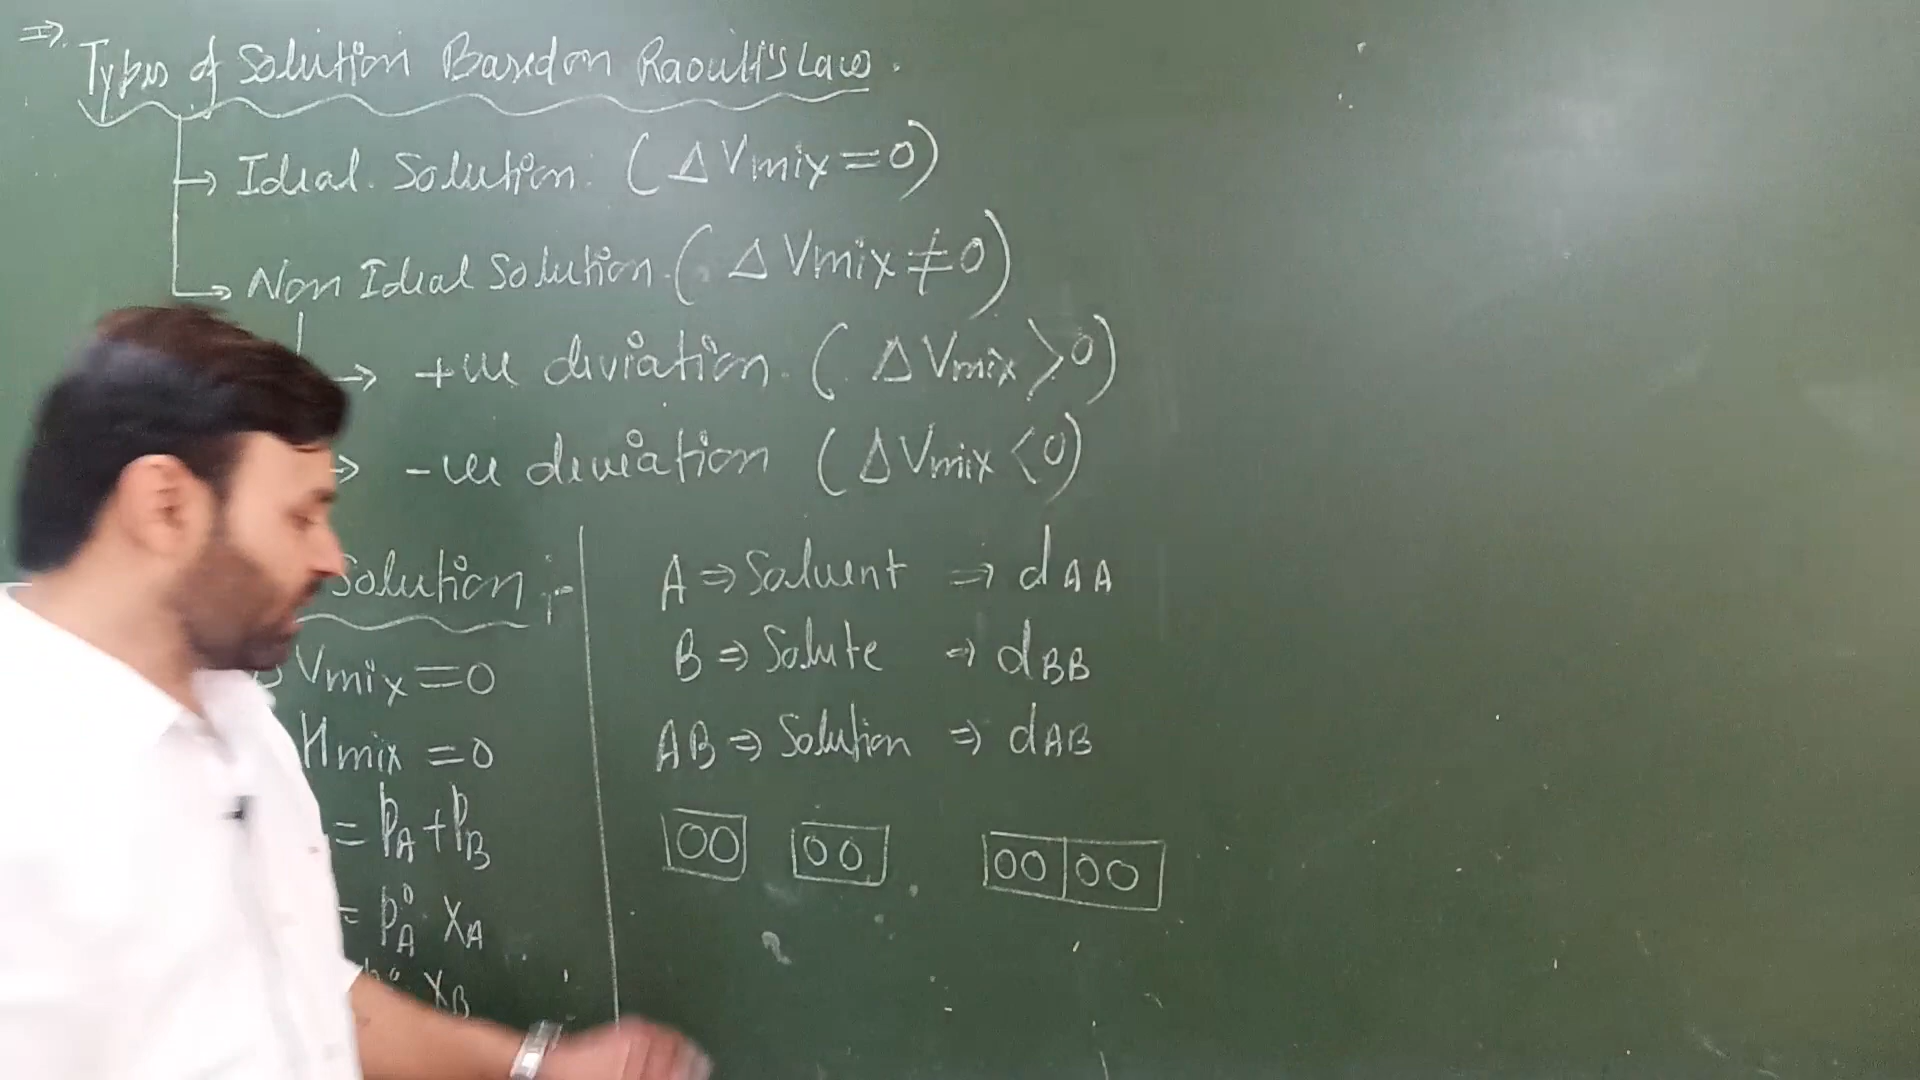 ⇒ Types of Solution Based on Raoult's Law.
→ Ideal Solution. (ΔVmix=0)
→ Non Ideal Solution. (ΔVmix≠0)
→ +ve deviation. (ΔVmix>0)
→ -ve deviation (ΔVmix<0)
Solution :-
Vmix=0
Hmix=0
= PA+PB
= P°A XA
P° XB
A ⇒ Solvent ⇒ dAA
B ⇒ Solute ⇒ dBB
AB ⇒ Solution ⇒ dAB
OO OO OO OO